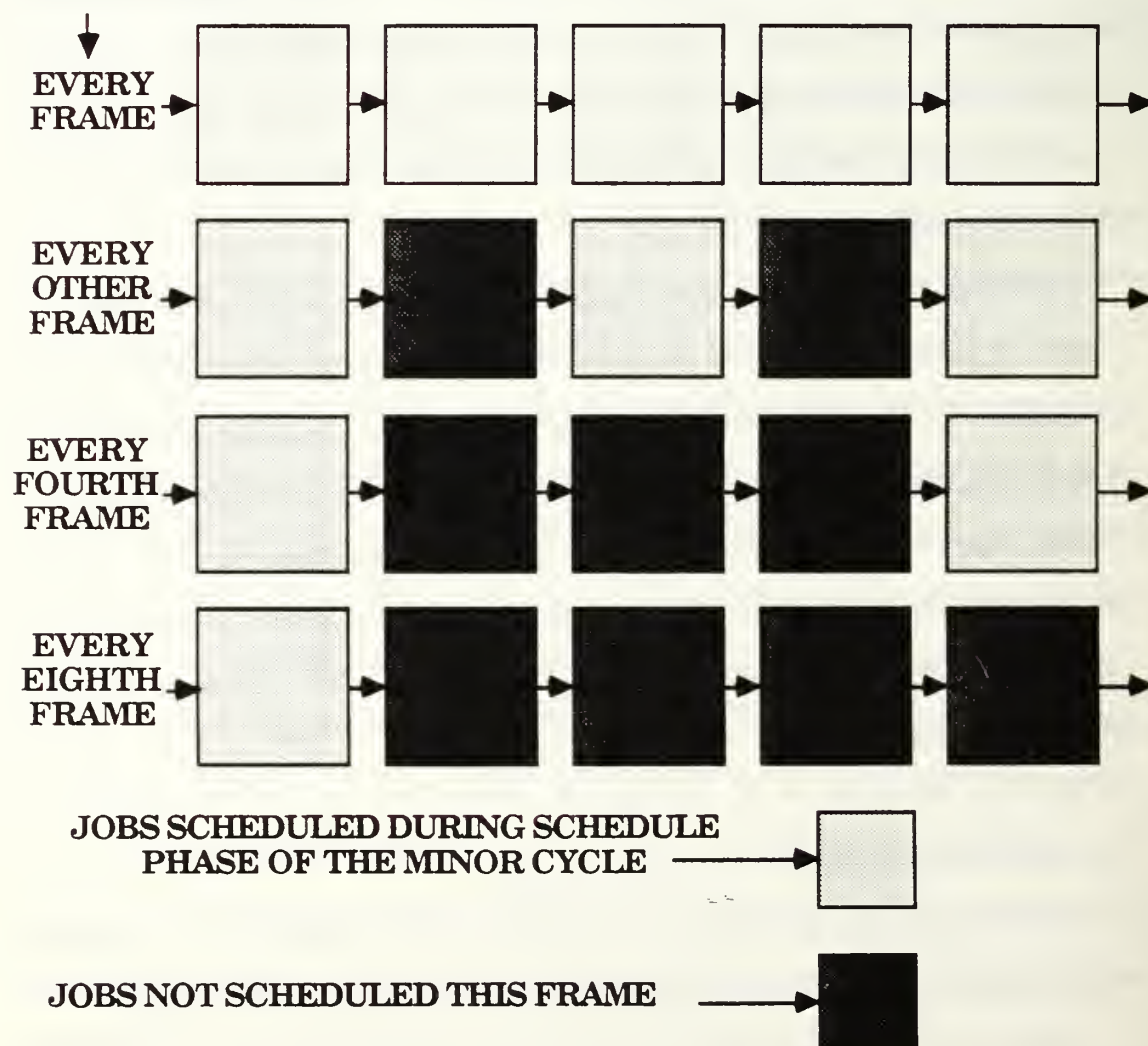 EVERY
FRAME
EVERY
OTHER
FRAME
EVERY
FOURTH
FRAME
EVERY
EIGHTH
FRAME
JOBS SCHEDULED DURING SCHEDULE
PHASE OF THE MINOR CYCLE
JOBS NOT SCHEDULED THIS FRAME